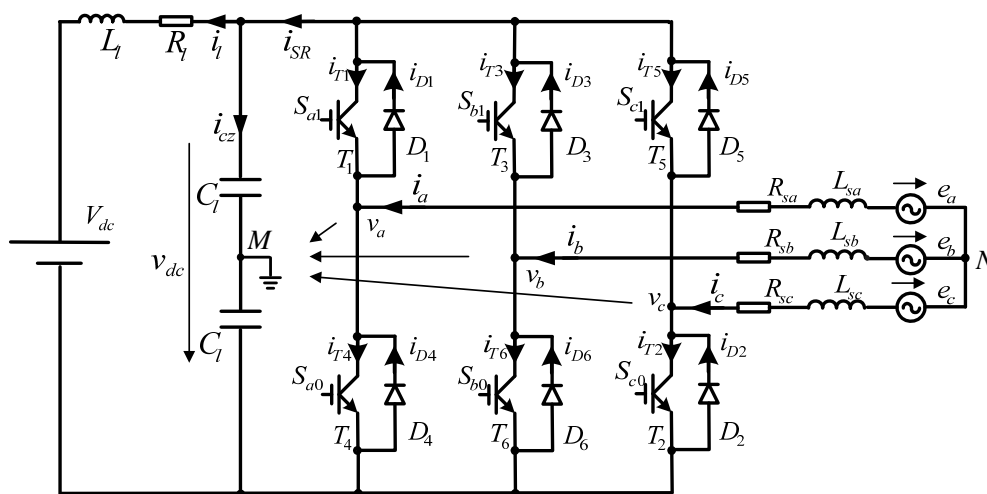 L_l R_l i_l i_SR
i_T1 i_D1 i_T3 i_D3 i_T5 i_D5
S_a1 S_b1 S_c1
i_cz
T_1 D_1 T_3 D_3 T_5 D_5
C_l
i_a R_sa L_sa e_a
V_dc v_a
M i_b R_sb L_sb e_b
v_dc v_b N
v_c i_c R_sc L_sc e_c
C_l
i_T4 i_D4 i_T6 i_D6 i_T2 i_D2
S_a0 S_b0 S_c0
T_4 D_4 T_6 D_6 T_2 D_2